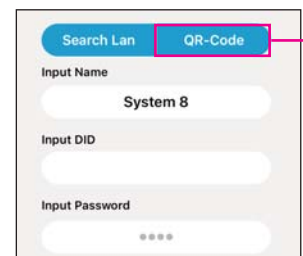 Search Lan QR-Code
Input Name
System 8
Input DID
Input Password